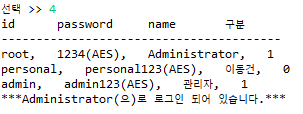 선택 >> 4
id password name 구분
------------------------------------
root, 1234(AES), Administrator, 1
personal, personal123(AES), 이동건, 0
admin, admin123(AES), 관리자, 1
***Administrator(으)로 로그인 되어 있습니다.***